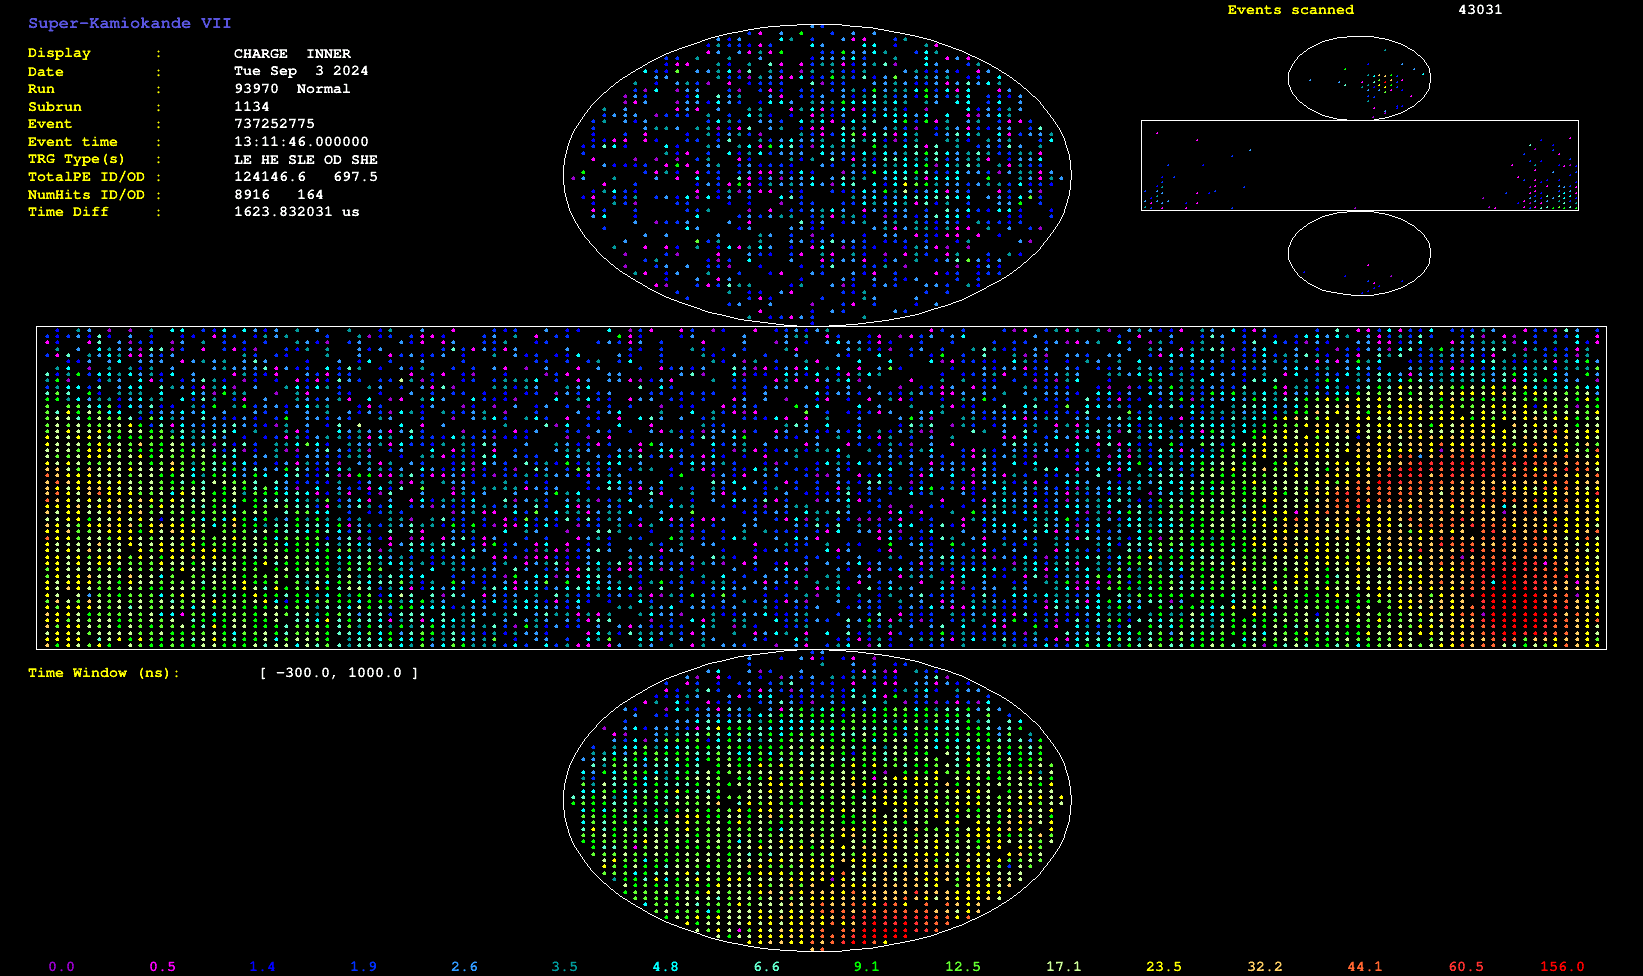 Super-Kamiokande VII
Events scanned 43031
Display : CHARGE INNER
Date : Tue Sep 3 2024
Run : 93970 Normal
Subrun : 1134
Event : 737252775
Event time : 13:11:46.000000
TRG Type(s) : LE HE SLE OD SHE
TotalPE ID/OD : 124146.6 697.5
NumHits ID/OD : 8916 164
Time Diff : 1623.832031 us
Time Window (ns): [ -300.0, 1000.0 ]
0.0 0.5 1.4 1.9 2.6 3.5 4.8 6.6 9.1 12.5 17.1 23.5 32.2 44.1 60.5 156.0